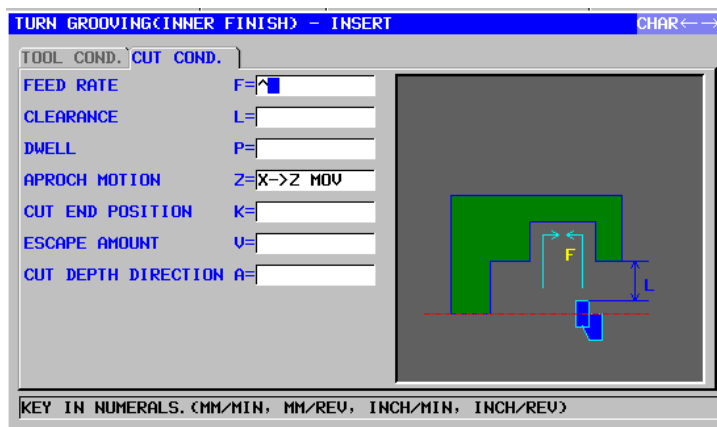 TURN GROOVING(INNER FINISH) - INSERT CHAR←→
TOOL COND. CUT COND.
FEED RATE F=^
CLEARANCE L=
DWELL P=
APROCH MOTION Z=X->Z MOV
CUT END POSITION K=
ESCAPE AMOUNT V=
CUT DEPTH DIRECTION A=
F
L
KEY IN NUMERALS.(MM/MIN, MM/REV, INCH/MIN, INCH/REV)